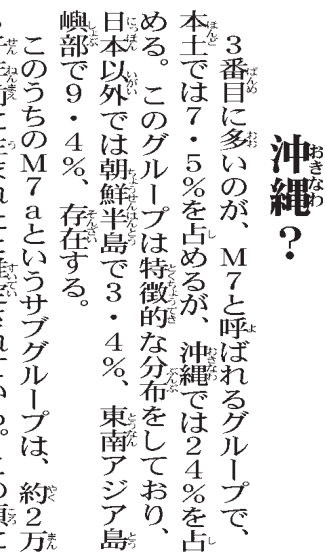 沖縄？
3番目に多いのが、M7と呼ばれるグループで、
本土では7・5％を占めるが、沖縄では24％を占
める。このグループは特徴的な分布をしており、
日本以外では朝鮮半島で3・4％、東南アジア島
嶼部で9・4％、存在する。
このうちのM7aというサブグループは、約2万